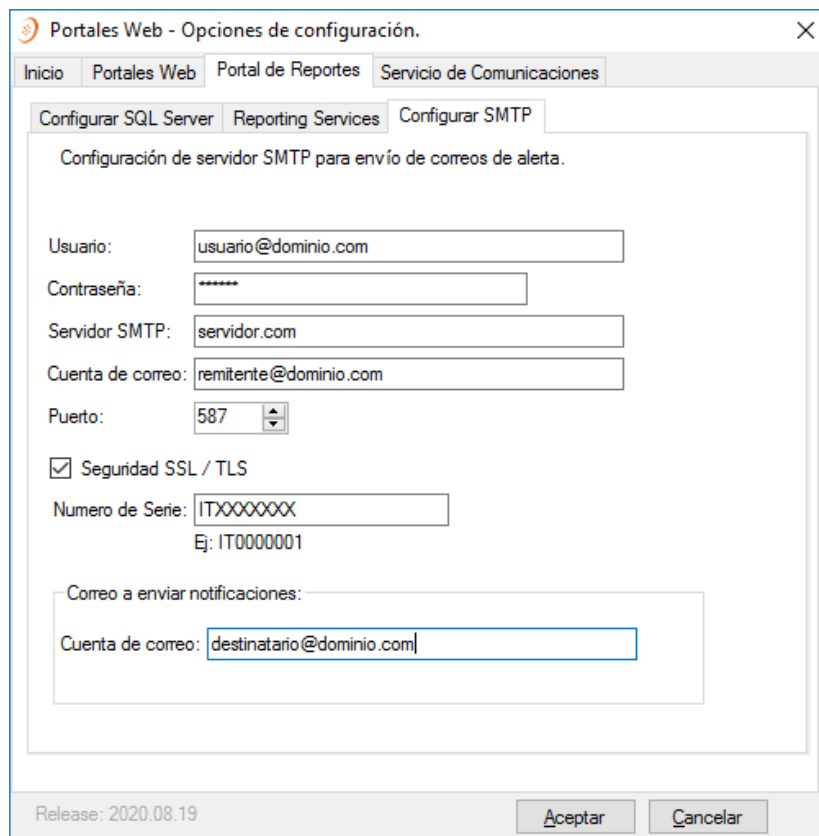 Portales Web - Opciones de configuración.
Inicio Portales Web Portal de Reportes Servicio de Comunicaciones
Configurar SQL Server Reporting Services Configurar SMTP
Configuración de servidor SMTP para envío de correos de alerta.
Usuario: usuario@dominio.com
Contraseña: ******
Servidor SMTP: servidor.com
Cuenta de correo: remitente@dominio.com
Puerto: 587
Seguridad SSL / TLS
Numero de Serie: ITXXXXXXX
Ej: IT0000001
Correo a enviar notificaciones:
Cuenta de correo: destinatario@dominio.com
Release: 2020.08.19 Aceptar Cancelar